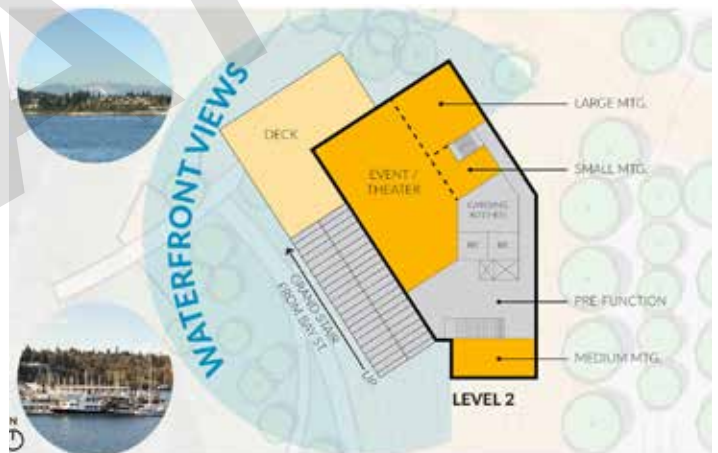 WATERFRONT VIEWS
DECK
EVENT /
THEATER
LARGE MTG.
SMALL MTG.
KITCHEN
PRE-FUNCTION
MEDIUM MTG.
GRAND STAIR
FROM BAY ST.
UP
LEVEL 2
N